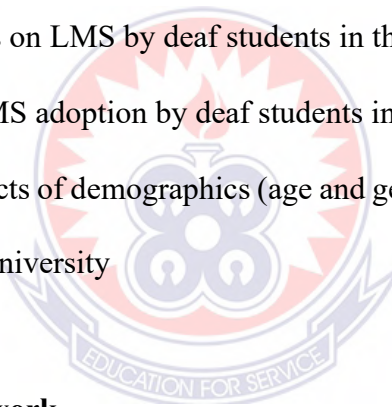 on LMS by deaf students in th
MS adoption by deaf students in
cts of demographics (age and ge
niversity
EDUCATION FOR SERVICE
work